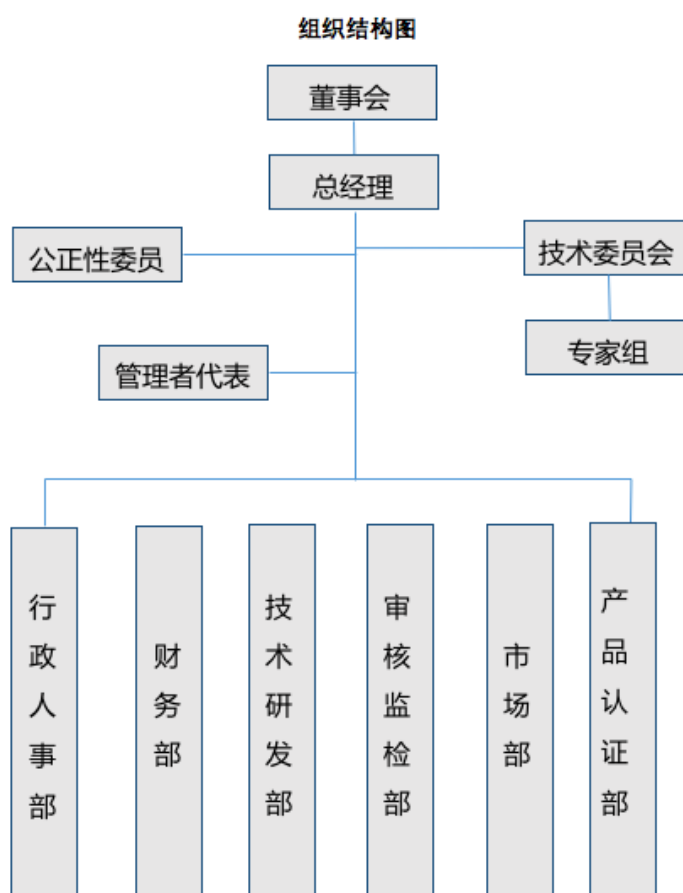 组织结构图
董事会
总经理
公正性委员
技术委员会
专家组
管理者代表
行政人事部
财务部
技术研发部
审核监检部
市场部
产品认证部